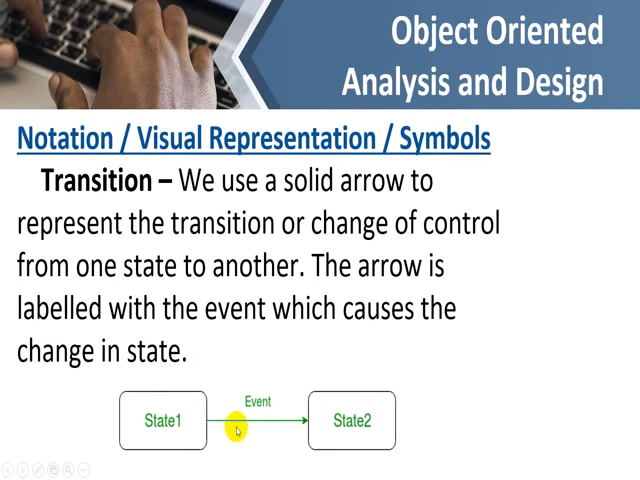 Object Oriented
Analysis and Design
Notation / Visual Representation / Symbols
Transition – We use a solid arrow to
represent the transition or change of control
from one state to another. The arrow is
labelled with the event which causes the
change in state.
Event
State1
State2